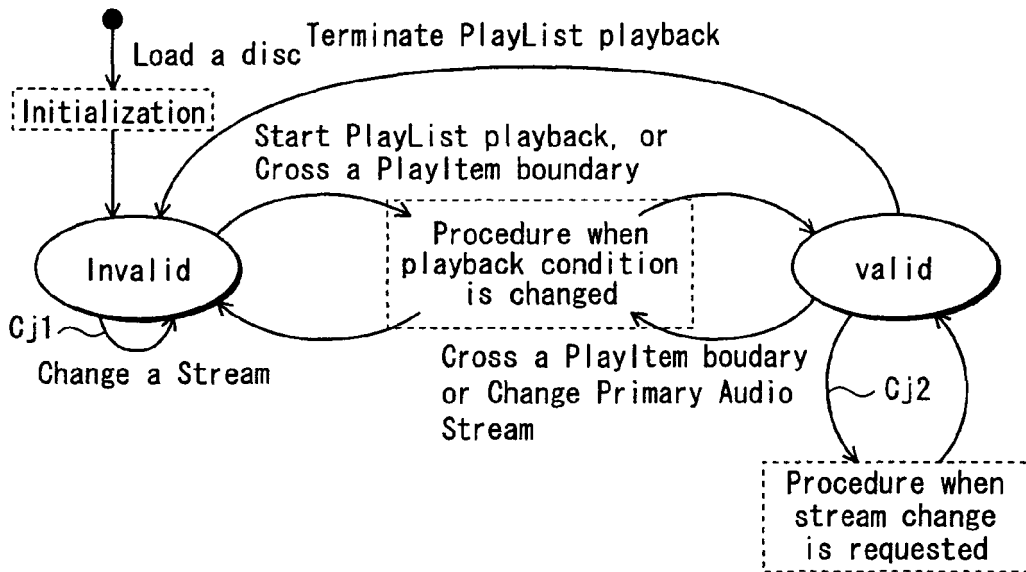 Terminate PlayList playback
Load a disc
Initialization
Start PlayList playback, or
Cross a PlayItem boundary
Procedure when
playback condition
is changed
Invalid
valid
Cj1
Change a Stream
Cross a PlayItem boudary
or Change Primary Audio
Stream
Cj2
Procedure when
stream change
is requested